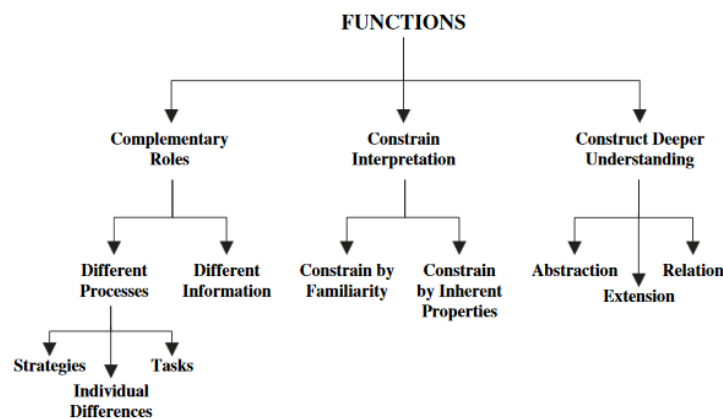 FUNCTIONS
Complementary
Roles
Constrain
Interpretation
Construct Deeper
Understanding
Different
Processes
Different
Information
Constrain by
Familiarity
Constrain
by Inherent
Properties
Abstraction
Extension
Relation
Strategies
Individual
Differences
Tasks